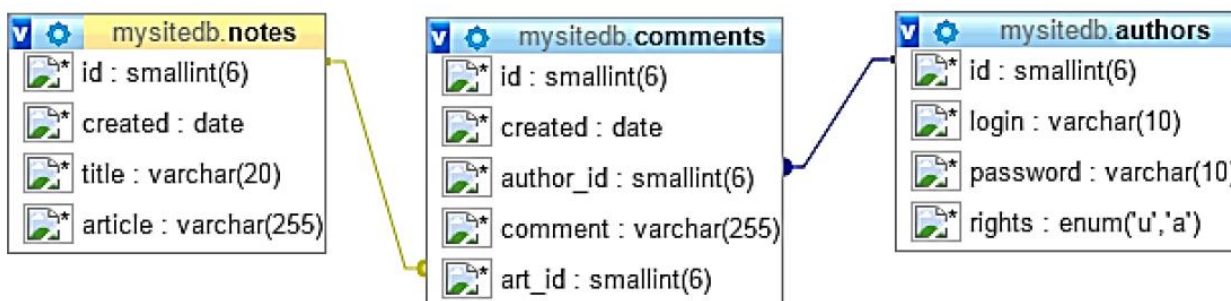 mysitedb.notes
id : smallint(6)
created : date
title : varchar(20)
article : varchar(255)
mysitedb.comments
id : smallint(6)
created : date
author_id : smallint(6)
comment : varchar(255)
art_id : smallint(6)
mysitedb.authors
id : smallint(6)
login : varchar(10)
password : varchar(10)
rights : enum('u','a')